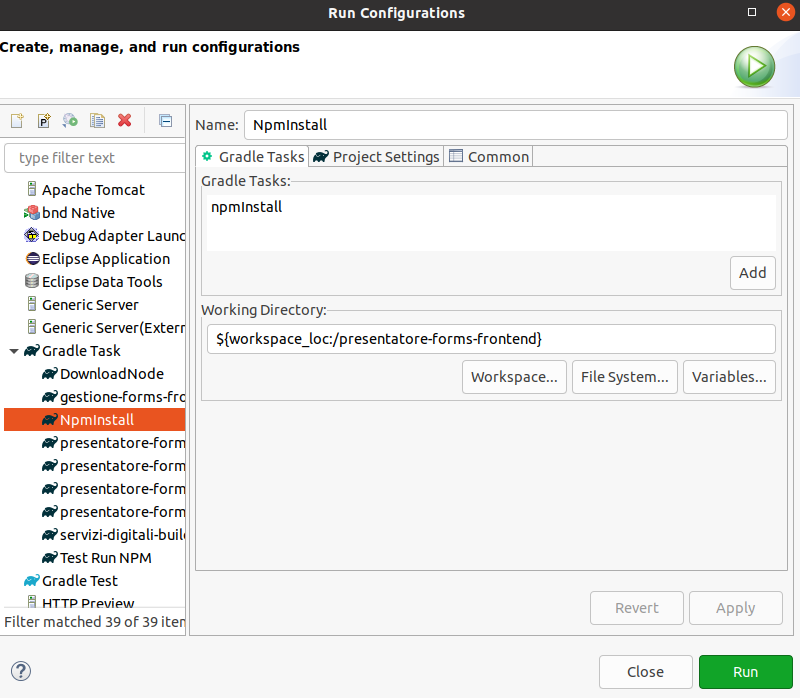 Run Configurations
Create, manage, and run configurations
type filter text
Apache Tomcat
bnd Native
Debug Adapter Launc
Eclipse Application
Eclipse Data Tools
Generic Server
Generic Server(Extern
Gradle Task
DownloadNode
gestione-forms-fro
NpmInstall
presentatore-form
presentatore-form
presentatore-form
presentatore-form
servizi-digitali-build
Test Run NPM
Gradle Test
HTTP Preview
Filter matched 39 of 39 item
Name: NpmInstall
Gradle Tasks Project Settings Common
Gradle Tasks:
npmInstall
Add
Working Directory:
${workspace_loc:/presentatore-forms-frontend}
Workspace... File System... Variables...
Revert Apply
? Close Run